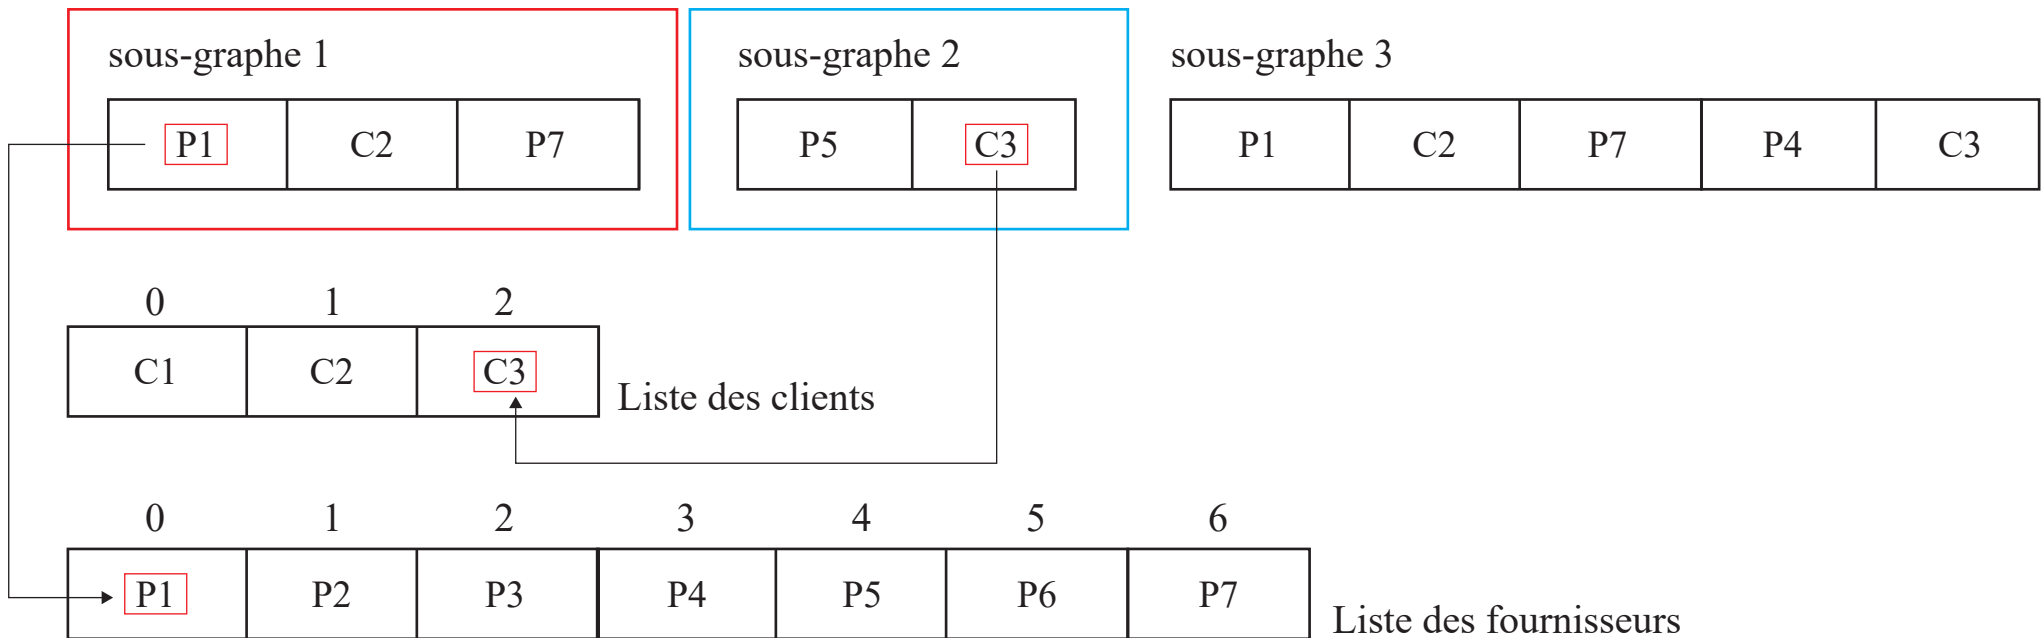 sous-graphe 1
sous-graphe 2
sous-graphe 3
P1 C2 P7
P5 C3
P1 C2 P7 P4 C3
0 1 2
C1 C2 C3
Liste des clients
0 1 2 3 4 5 6
P1 P2 P3 P4 P5 P6 P7
Liste des fournisseurs